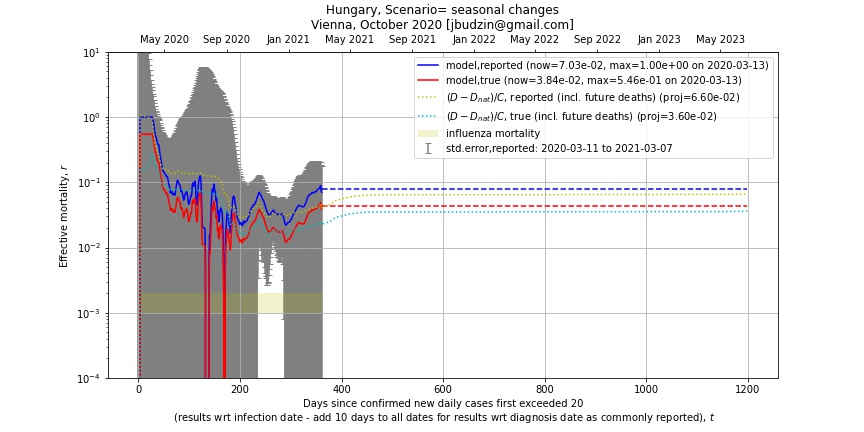 Hungary, Scenario= seasonal changes
Vienna, October 2020 [jbudzin@gmail.com]
May 2020 Sep 2020 Jan 2021 May 2021 Sep 2021 Jan 2022 May 2022 Sep 2022 Jan 2023 May 2023
model,reported (now=7.03e-02, max=1.00e+00 on 2020-03-13)
model,true (now=3.84e-02, max=5.46e-01 on 2020-03-13)
(D−D_nat)/C, reported (incl. future deaths) (proj=6.60e-02)
(D−D_nat)/C, true (incl. future deaths) (proj=3.60e-02)
influenza mortality
std.error,reported: 2020-03-11 to 2021-03-07
Effective mortality, r
10¹
10⁰
10⁻¹
10⁻²
10⁻³
10⁻⁴
0 200 400 600 800 1000 1200
Days since confirmed new daily cases first exceeded 20
(results wrt infection date - add 10 days to all dates for results wrt diagnosis date as commonly reported), t